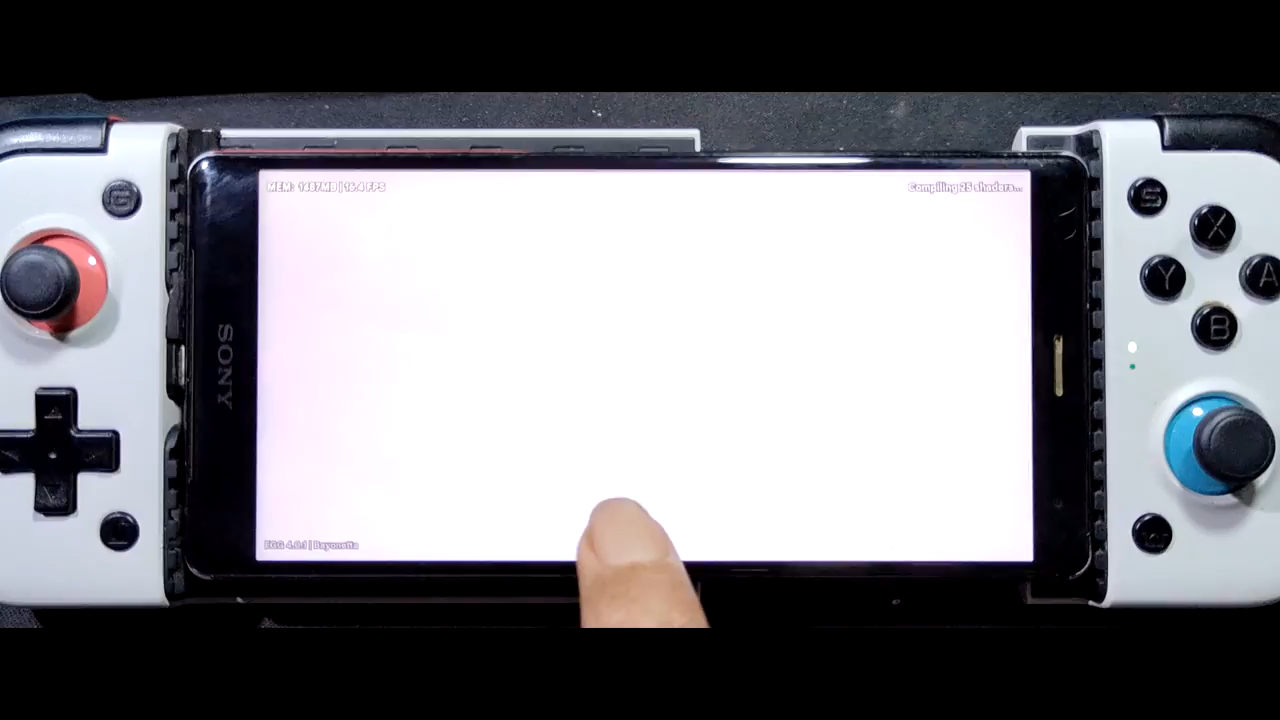 G
S
X
MEM: 1487MB | 16.4 FPS
Compiling 25 shaders...
Y
A
B
SONY
EGG 4.0.1 | Bayonetta